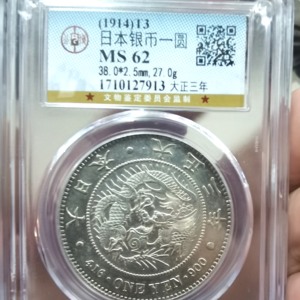 (1914)T3
日本银币一圆
MS 62
38.0*2.5mm,27.0g
1710127913 大正三年
★文物鉴定委员会监制★
大日本·大正三年
416·ONE YEN·900